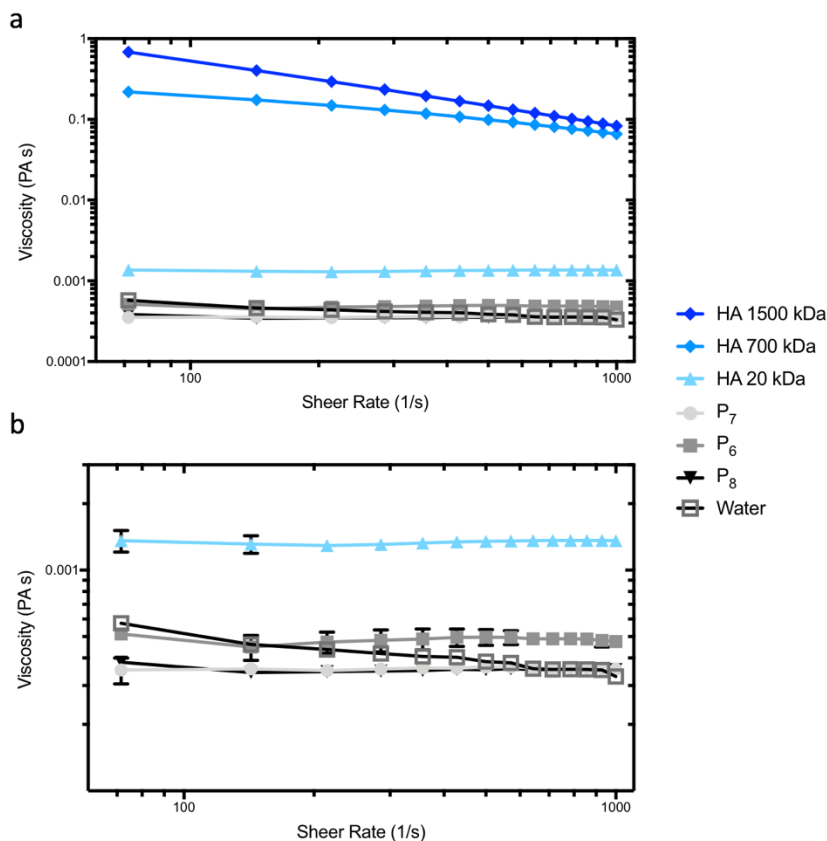 a
1
0.1
0.01
0.001
0.0001
Viscosity (PA s)
100
1000
Sheer Rate (1/s)
HA 1500 kDa
HA 700 kDa
HA 20 kDa
P7
P6
P8
Water
b
0.001
Viscosity (PA s)
100
1000
Sheer Rate (1/s)